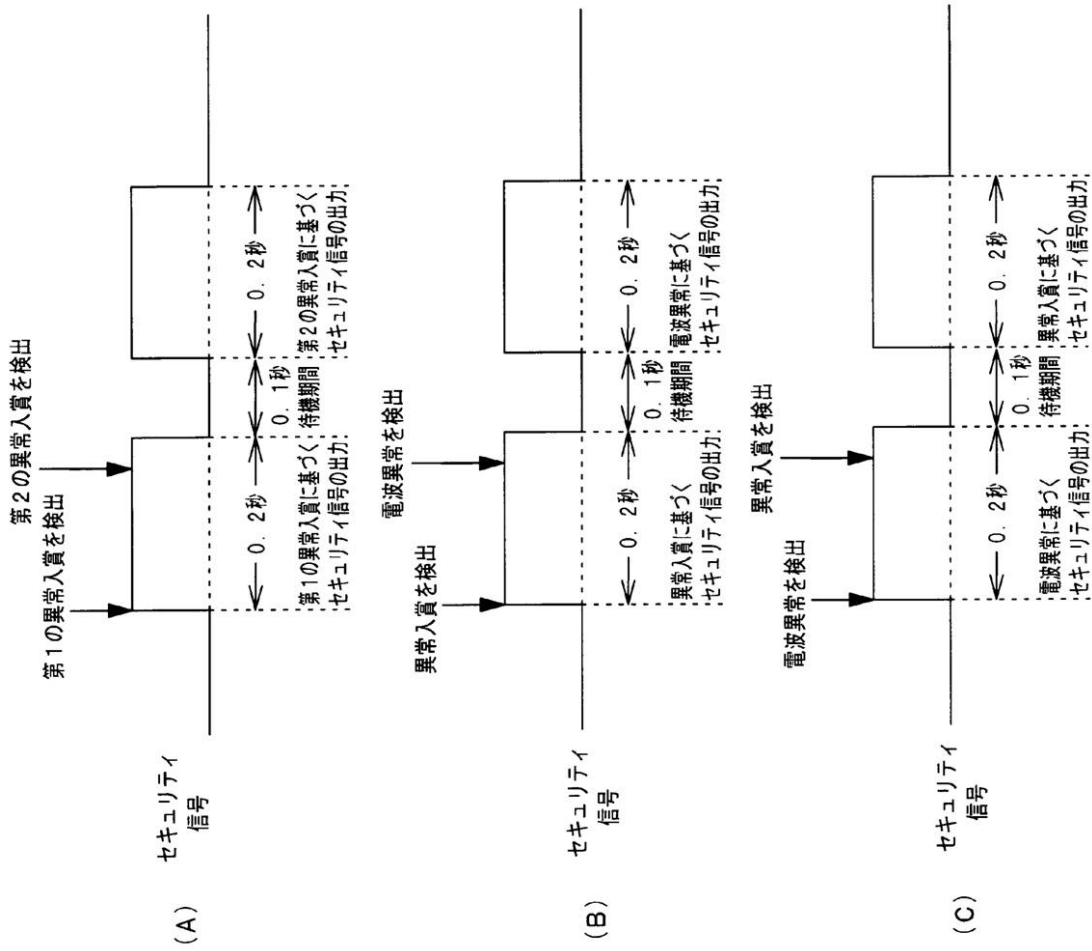 (A)
第2の異常入賞を検出
第1の異常入賞を検出
セキュリティ
信号
0.2秒
0.1秒
0.2秒
第1の異常入賞に基づく
セキュリティ信号の出力
待機期間
第2の異常入賞に基づく
セキュリティ信号の出力
(B)
異常入賞を検出
電波異常を検出
セキュリティ
信号
0.2秒
0.1秒
0.2秒
異常入賞に基づく
セキュリティ信号の出力
待機期間
電波異常に基づく
セキュリティ信号の出力
(C)
電波異常を検出
異常入賞を検出
セキュリティ
信号
0.2秒
0.1秒
0.2秒
電波異常に基づく
セキュリティ信号の出力
待機期間
異常入賞に基づく
セキュリティ信号の出力